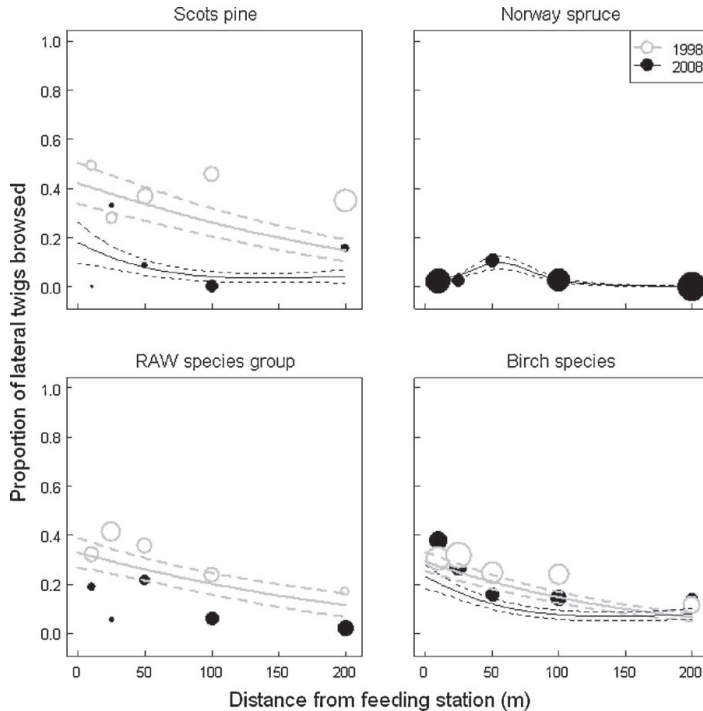 Scots pine
Norway spruce
1998
2008
1.0
0.8
0.6
0.4
0.2
0.0
RAW species group
Birch species
1.0
0.8
0.6
0.4
0.2
0.0
0 50 100 150 200
0 50 100 150 200
Proportion of lateral twigs browsed
Distance from feeding station (m)